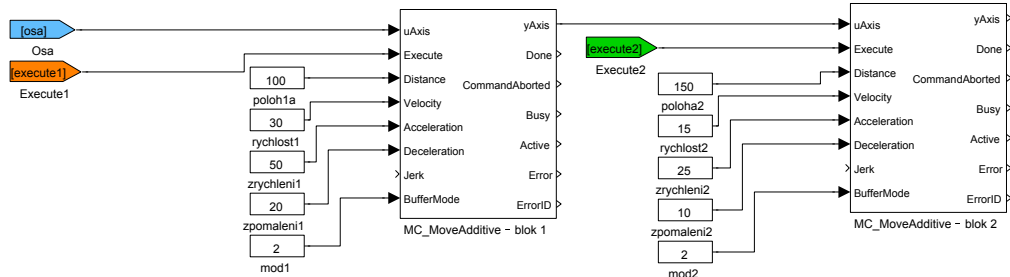 [osa]
Osa
[execute1]
Execute1
100
poloh1a
30
rychlost1
50
zrychleni1
20
zpomaleni1
2
mod1
uAxis
Execute
Distance
Velocity
Acceleration
Deceleration
Jerk
BufferMode
yAxis
Done
CommandAborted
Busy
Active
Error
ErrorID
MC_MoveAdditive - blok 1
[execute2]
Execute2
150
poloha2
15
rychlost2
25
zrychleni2
10
zpomaleni2
2
mod2
uAxis
Execute
Distance
Velocity
Acceleration
Deceleration
Jerk
BufferMode
yAxis
Done
CommandAborted
Busy
Active
Error
ErrorID
MC_MoveAdditive - blok 2